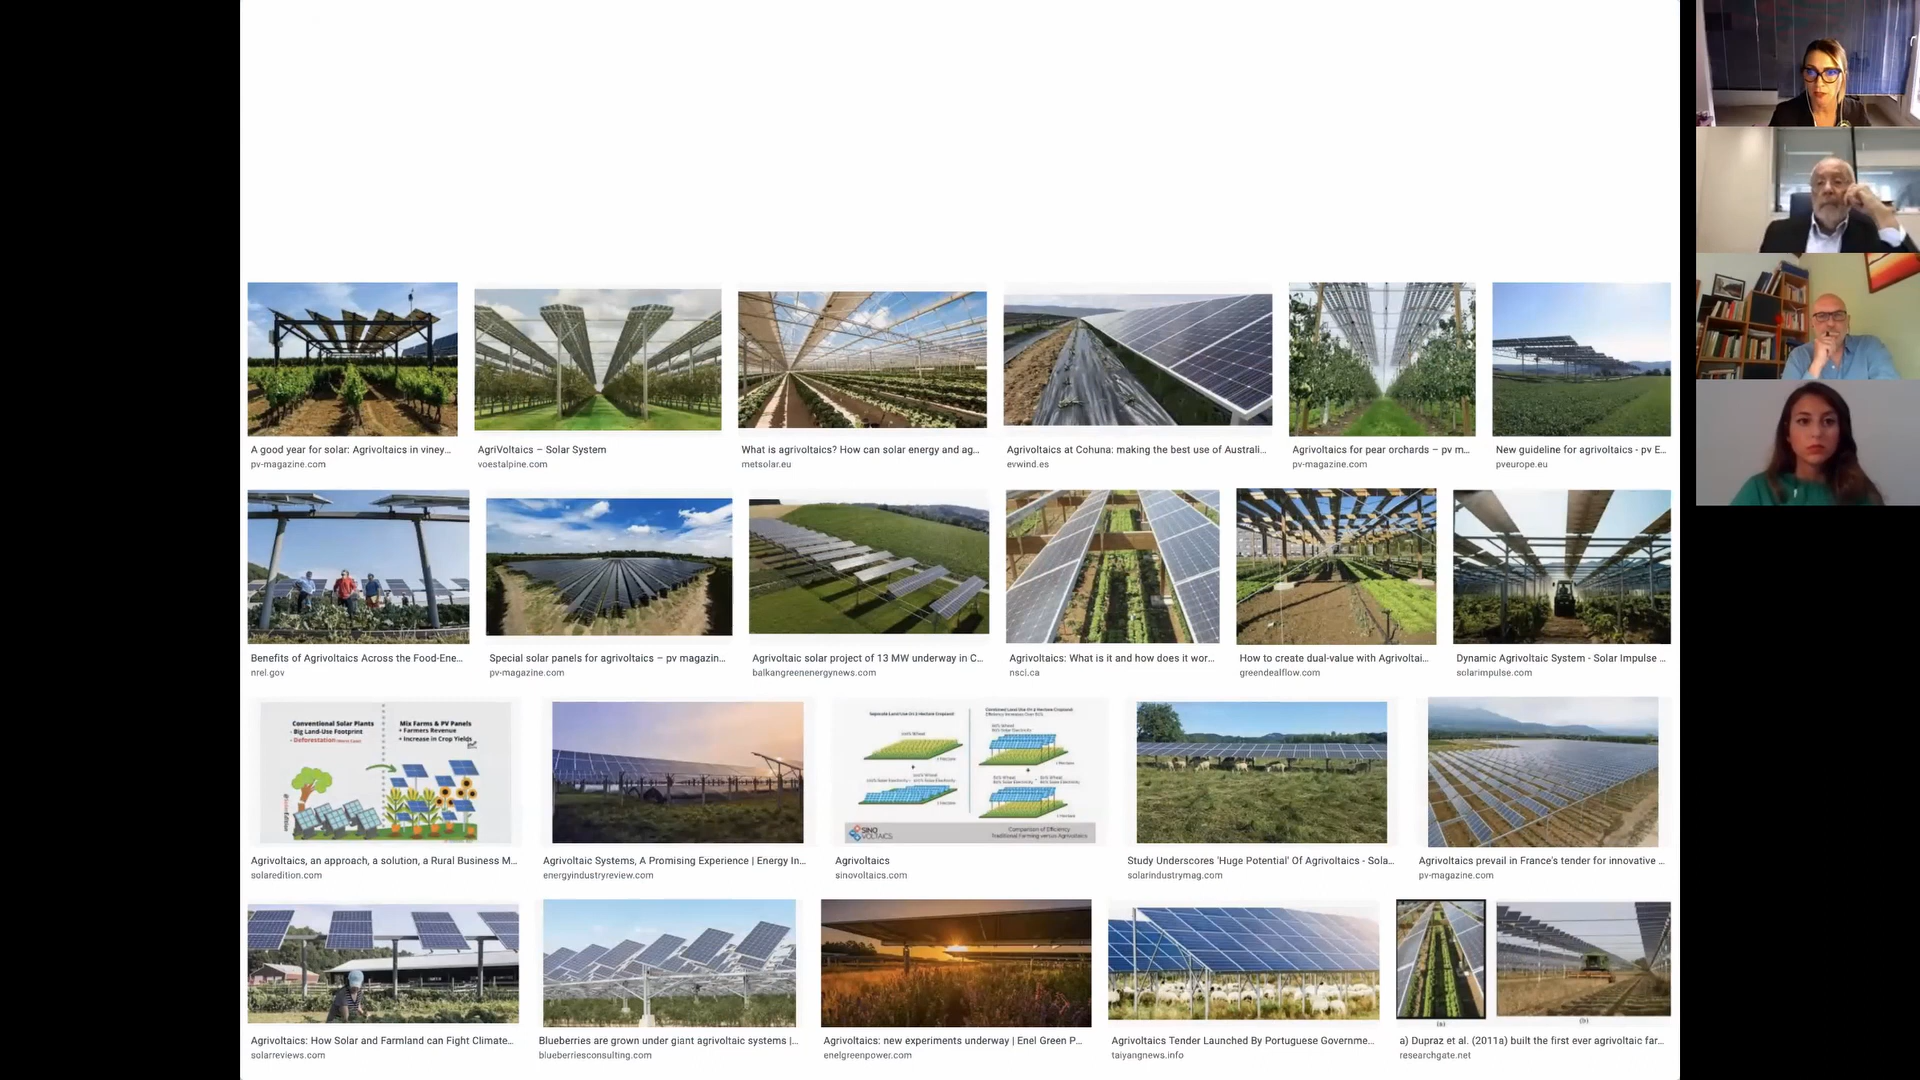 A good year for solar: Agrivoltaics in viney...
pv-magazine.com
AgriVoltaics – Solar System
voestalpine.com
What is agrivoltaics? How can solar energy and ag...
metsolar.eu
Agrivoltaics at Cohuna: making the best use of Australi...
evwind.es
Agrivoltaics for pear orchards – pv m...
pv-magazine.com
New guideline for agrivoltaics - pv E...
pveurope.eu
Benefits of Agrivoltaics Across the Food-Ene...
nrel.gov
Special solar panels for agrivoltaics – pv magazin...
pv-magazine.com
Agrivoltaic solar project of 13 MW underway in C...
balkangreenenergynews.com
Agrivoltaics: What is it and how does it wor...
nsci.ca
How to create dual-value with Agrivoltai...
greendealflow.com
Dynamic Agrivoltaic System - Solar Impulse ...
solarimpulse.com
Conventional Solar Plants
- Big Land-Use Footprint
- Deforestation
Mix Farms & PV Panels
+ Farmers Revenue
+ Increase in Crop Yields
Agrivoltaics, an approach, a solution, a Rural Business M...
solaredition.com
Agrivoltaic Systems, A Promising Experience | Energy In...
energyindustryreview.com
SINO
VOLTAICS
Comparison of Efficiency
Traditional Farming versus Agrivoltaics
Agrivoltaics
sinovoltaics.com
Study Underscores 'Huge Potential' Of Agrivoltaics - Sola...
solarindustrymag.com
Agrivoltaics prevail in France's tender for innovative ...
pv-magazine.com
Agrivoltaics: How Solar and Farmland can Fight Climate...
solarreviews.com
Blueberries are grown under giant agrivoltaic systems |...
blueberriesconsulting.com
Agrivoltaics: new experiments underway | Enel Green P...
enelgreenpower.com
Agrivoltaics Tender Launched By Portuguese Governme...
taiyangnews.info
(a)
(b)
a) Dupraz et al. (2011a) built the first ever agrivoltaic far...
researchgate.net